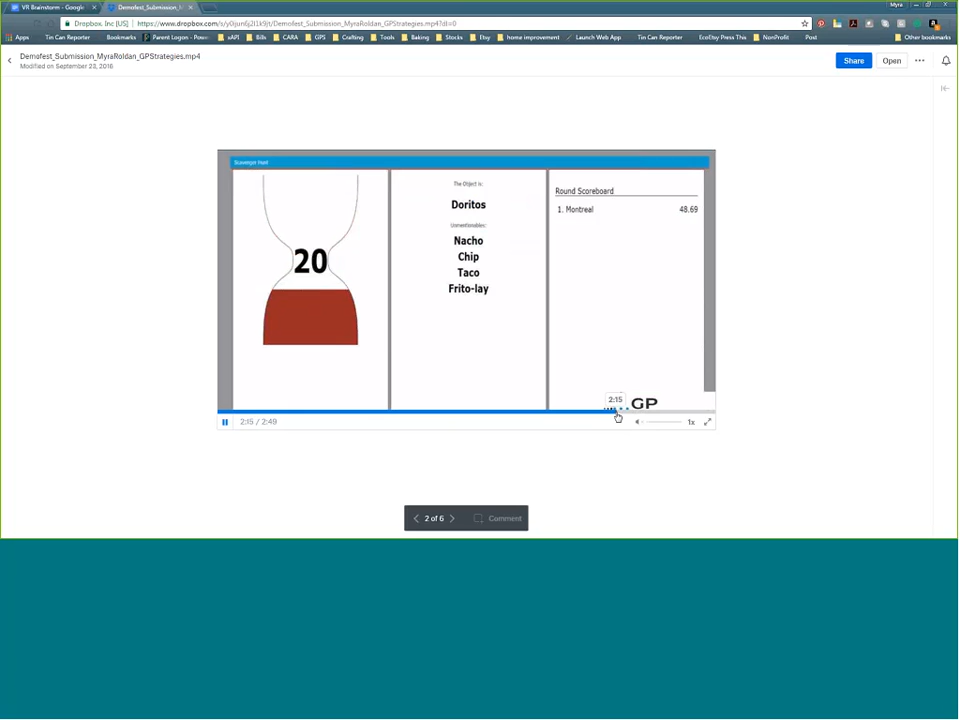 VR Brainstorm - Google
Demofest_Submission_M
Myra
Dropbox, Inc [US]
https://www.dropbox.com/s/y0jun6j2l1k9jt/Demofest_Submission_MyraRoldan_GPStrategies.mp4?dl=0
Apps
Tin Can Reporter
Bookmarks
Parent Logon - Powe
xAPI
Bills
CARA
GPS
Crafting
Tools
Baking
Stocks
Etsy
home improvement
Launch Web App
Tin Can Reporter
EcoEtsy Press This
NonProfit
Post
Other bookmarks
Demofest_Submission_MyraRoldan_GPStrategies.mp4
Modified on September 23, 2016
Share
Open
Scavenger Hunt
20
The Object is:
Doritos
Unmentionables:
Nacho
Chip
Taco
Frito-lay
Round Scoreboard
1. Montreal 48.69
2:15
GP
2:15 / 2:49
1x
2 of 6
Comment